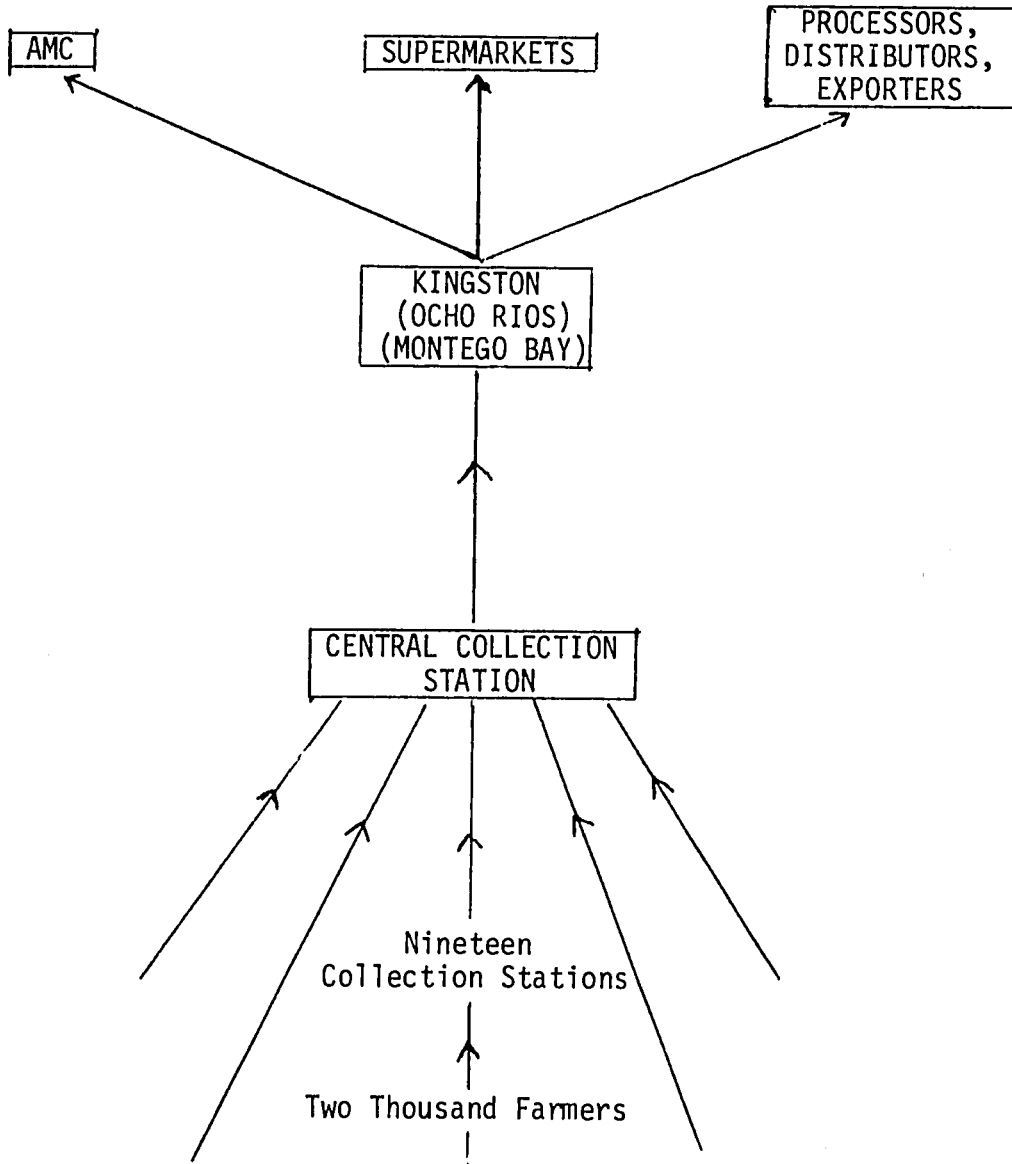 AMC
SUPERMARKETS
PROCESSORS,
DISTRIBUTORS,
EXPORTERS
KINGSTON
(OCHO RIOS)
(MONTEGO BAY)
CENTRAL COLLECTION
STATION
Nineteen
Collection Stations
Two Thousand Farmers